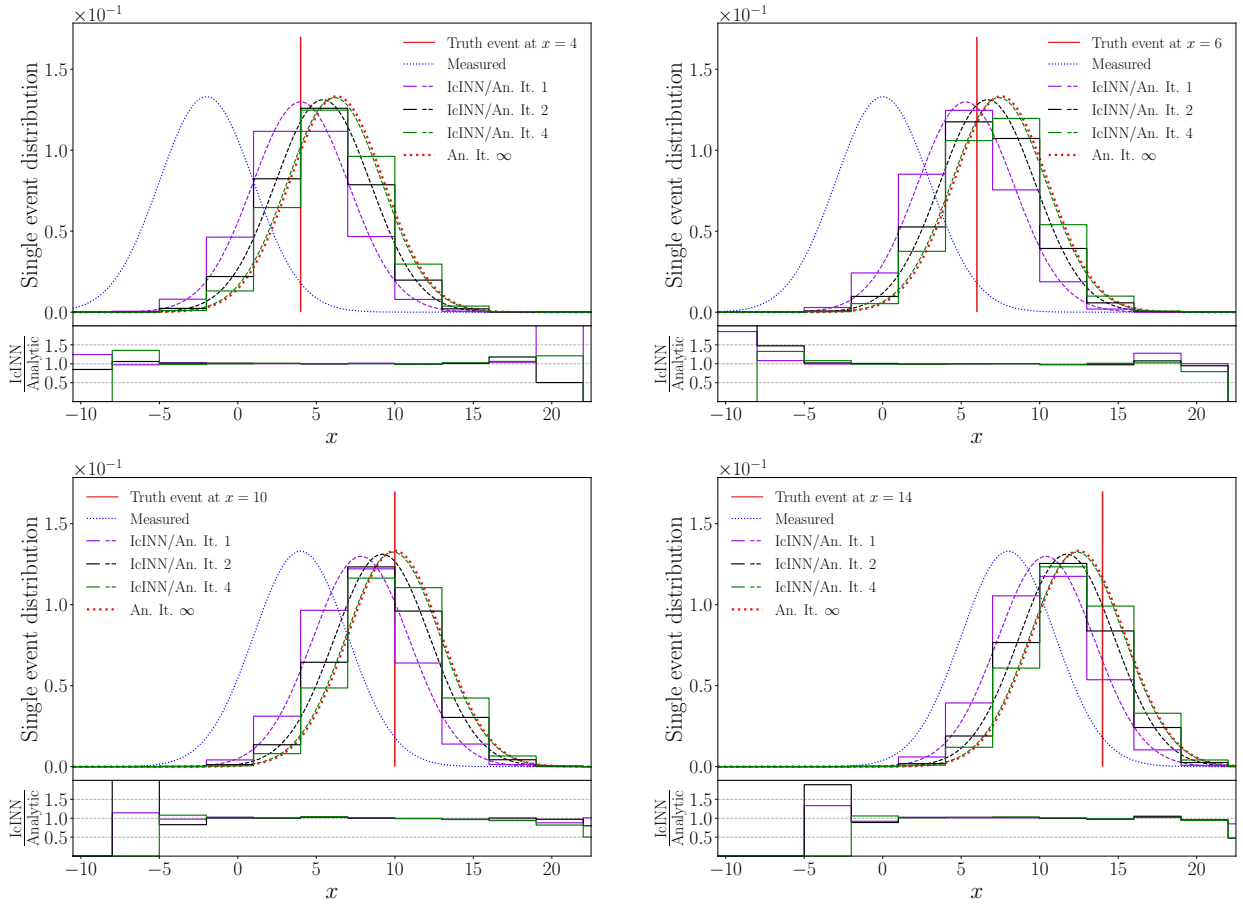 ×10⁻¹
Single event distribution
1.5
1.0
0.5
0.0
Truth event at x = 4
Measured
IcINN/An. It. 1
IcINN/An. It. 2
IcINN/An. It. 4
An. It. ∞
IcINN
Analytic
1.5
1.0
0.5
−10 −5 0 5 10 15 20
x
×10⁻¹
Single event distribution
1.5
1.0
0.5
0.0
Truth event at x = 6
Measured
IcINN/An. It. 1
IcINN/An. It. 2
IcINN/An. It. 4
An. It. ∞
IcINN
Analytic
1.5
1.0
0.5
−10 −5 0 5 10 15 20
x
×10⁻¹
Single event distribution
1.5
1.0
0.5
0.0
Truth event at x = 10
Measured
IcINN/An. It. 1
IcINN/An. It. 2
IcINN/An. It. 4
An. It. ∞
IcINN
Analytic
1.5
1.0
0.5
−10 −5 0 5 10 15 20
x
×10⁻¹
Single event distribution
1.5
1.0
0.5
0.0
Truth event at x = 14
Measured
IcINN/An. It. 1
IcINN/An. It. 2
IcINN/An. It. 4
An. It. ∞
IcINN
Analytic
1.5
1.0
0.5
−10 −5 0 5 10 15 20
x